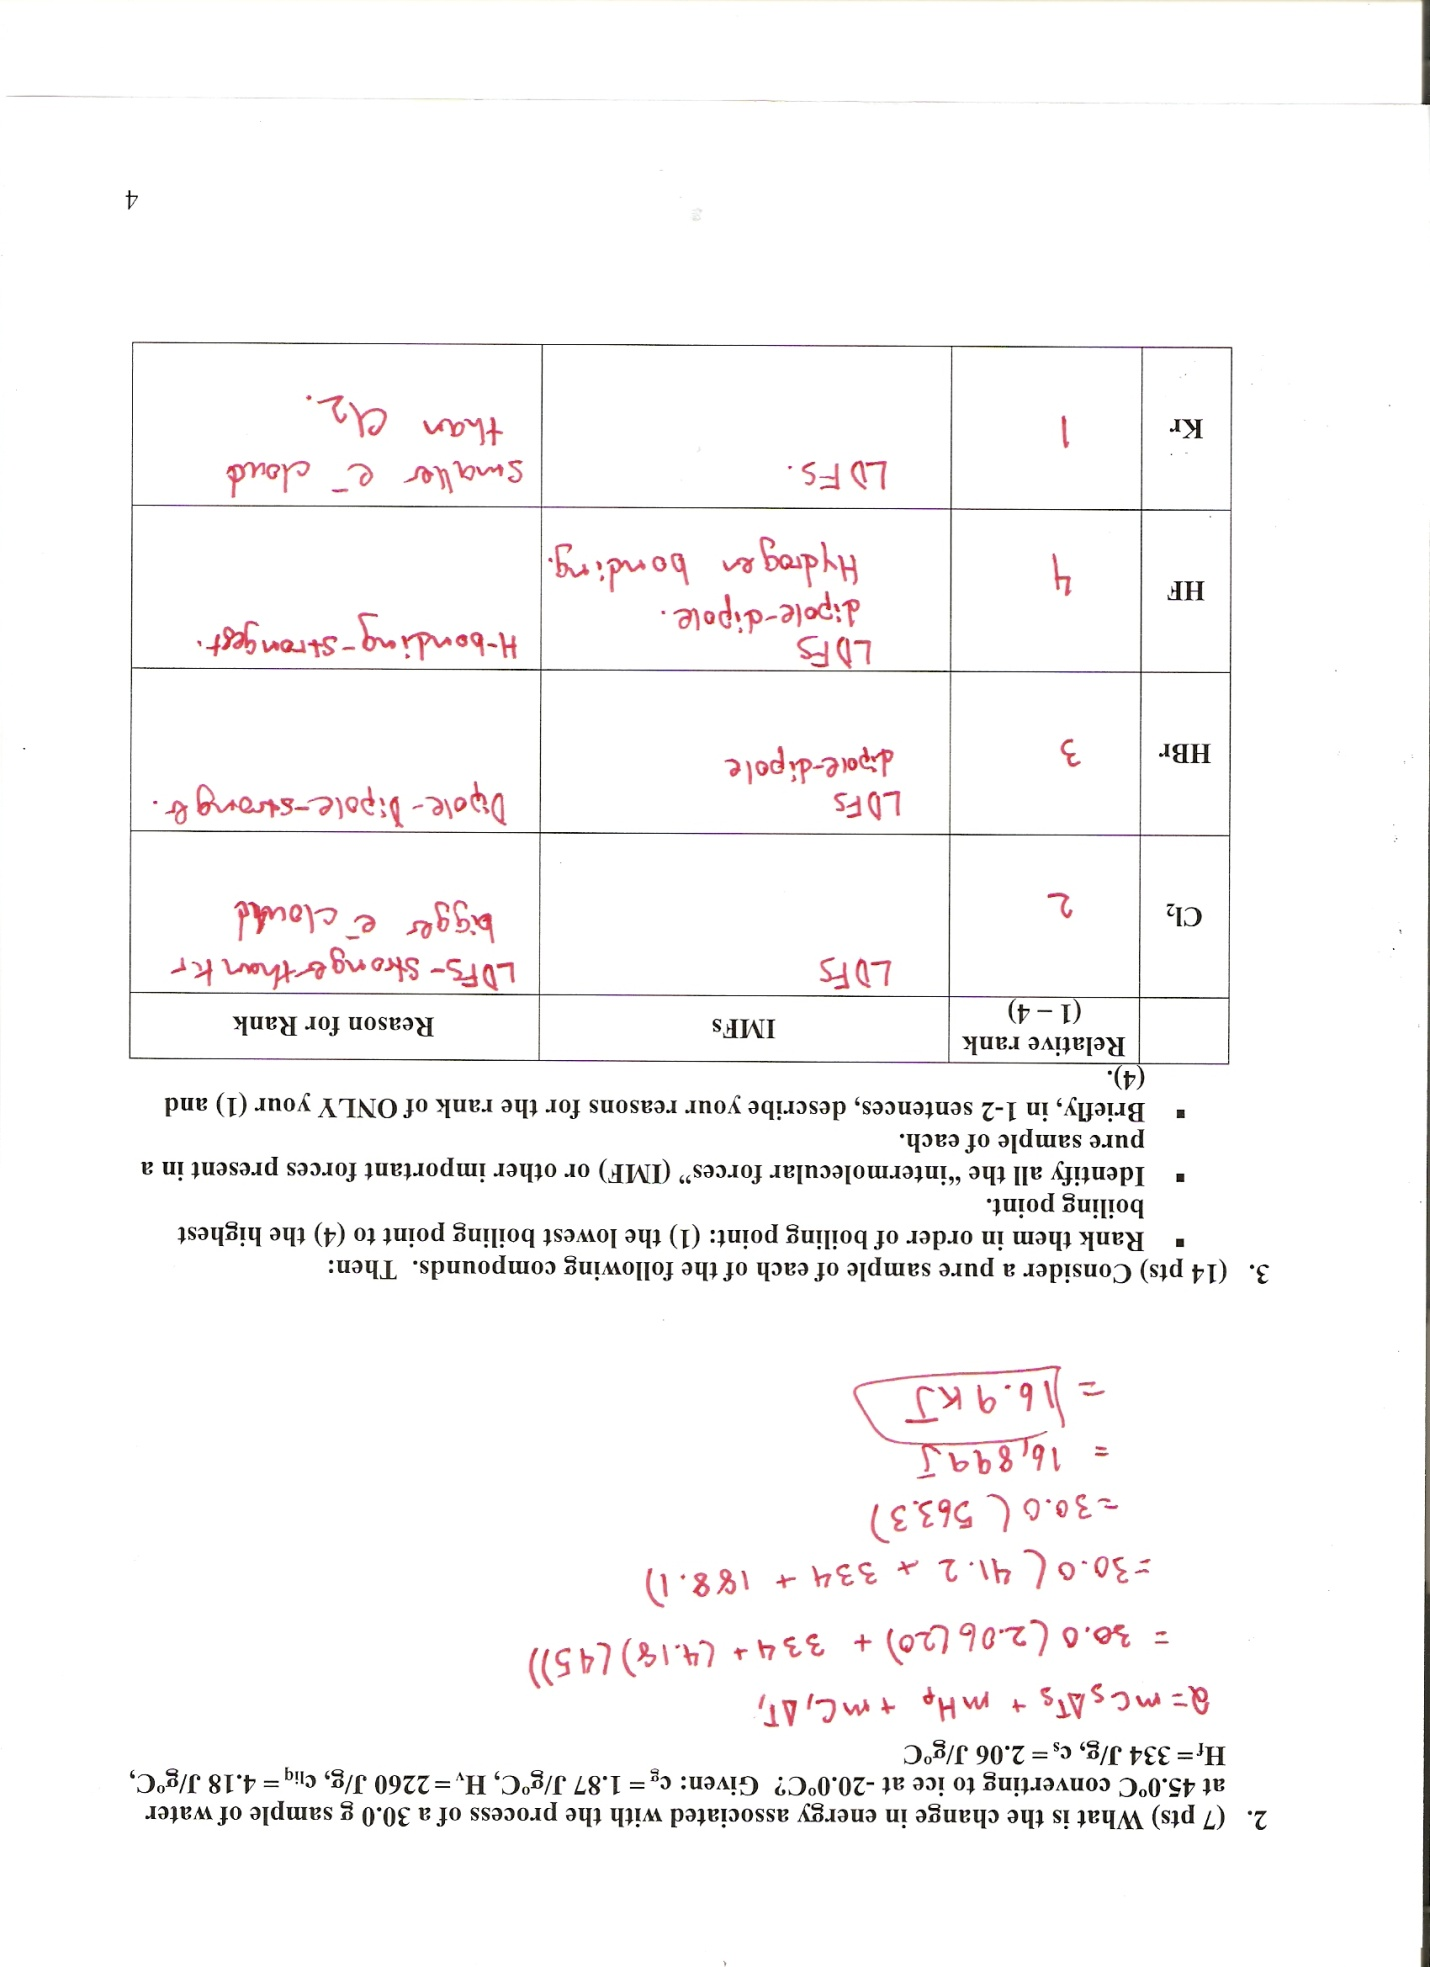 2. (7 pts) What is the change in energy associated with the process of a 30.0 g sample of water
at 45.0°C converting to ice at -20.0°C? Given: cg = 1.87 J/g°C, Hv = 2260 J/g, cliq = 4.18 J/g°C,
Hf = 334 J/g, cs = 2.06 J/g°C
Q = mCsΔTs + mHf + mClΔTl
= 30.0 (2.06(20) + 334 + (4.18)(45))
= 30.0 ( 41.2 + 334 + 188.1)
= 30.0 ( 563.3)
= 16,899 J
= 16.9 kJ
3. (14 pts) Consider a pure sample of each of the following compounds. Then:
▪ Rank them in order of boiling point: (1) the lowest boiling point to (4) the highest
boiling point.
▪ Identify all the “intermolecular forces” (IMF) or other important forces present in a
pure sample of each.
▪ Briefly, in 1-2 sentences, describe your reasons for the rank of ONLY your (1) and
(4).
Relative rank
(1 – 4)
IMFs
Reason for Rank
Cl2
2
LDFS
LDFS- stronger than Kr
bigger e- cloud
HBr
3
LDFS
dipole-dipole
Dipole-Dipole-stronger.
HF
4
LDFS
dipole-dipole.
Hydrogen bonding.
H-bonding-strongest.
Kr
1
LDFS.
smaller e- cloud
than Cl2.
4